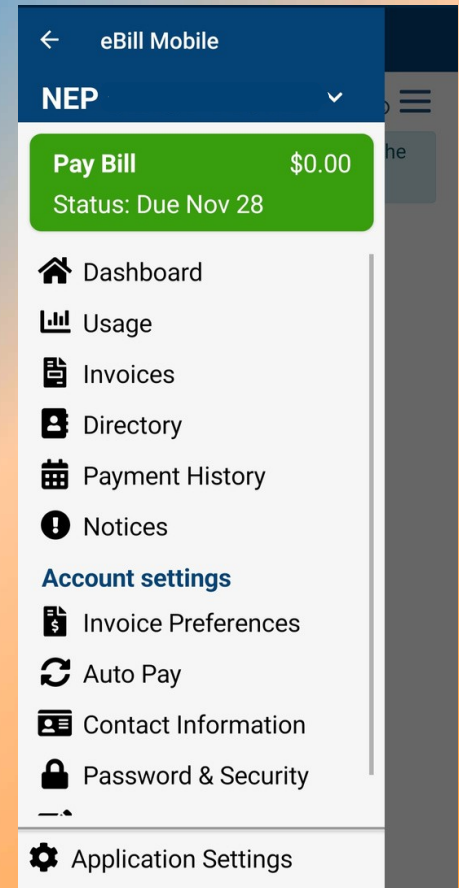 eBill Mobile
NEP
he
Pay Bill $0.00
Status: Due Nov 28
Dashboard
Usage
Invoices
Directory
Payment History
Notices
Account settings
Invoice Preferences
Auto Pay
Contact Information
Password & Security
Application Settings